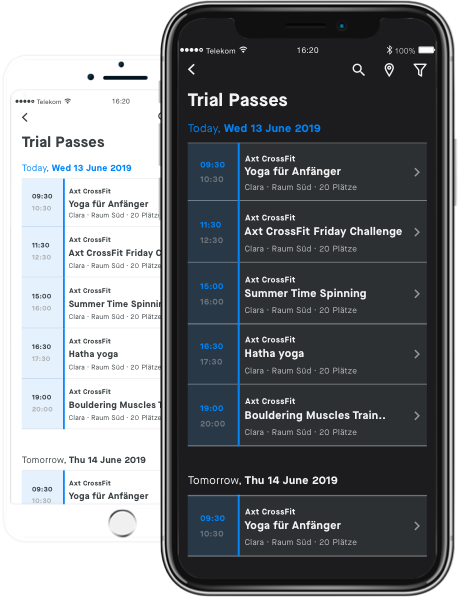 Telekom 16:20
Trial Passes
Today, Wed 13 June 2019
09:30
10:30
Axt CrossFit
Yoga für Anfänger
Clara · Raum Süd · 20 Plätz
11:30
12:30
Axt CrossFit
Axt CrossFit Friday C
Clara · Raum Süd · 20 Plät
15:00
16:00
Axt CrossFit
Summer Time Spinnin
Clara · Raum Süd · 20 Plät
16:30
17:30
Axt CrossFit
Hatha yoga
Clara · Raum Süd · 20 Plät
19:00
20:00
Axt CrossFit
Bouldering Muscles T
Clara · Raum Süd · 20 Plät
Tomorrow, Thu 14 June 2019
09:30
10:30
Axt CrossFit
Yoga für Anfänger
Telekom 16:20 100%
Trial Passes
Today, Wed 13 June 2019
09:30
10:30
Axt CrossFit
Yoga für Anfänger
Clara · Raum Süd · 20 Plätze
11:30
12:30
Axt CrossFit
Axt CrossFit Friday Challenge
Clara · Raum Süd · 20 Plätze
15:00
16:00
Axt CrossFit
Summer Time Spinning
Clara · Raum Süd · 20 Plätze
16:30
17:30
Axt CrossFit
Hatha yoga
Clara · Raum Süd · 20 Plätze
19:00
20:00
Axt CrossFit
Bouldering Muscles Train..
Clara · Raum Süd · 20 Plätze
Tomorrow, Thu 14 June 2019
09:30
10:30
Axt CrossFit
Yoga für Anfänger
Clara · Raum Süd · 20 Plätze